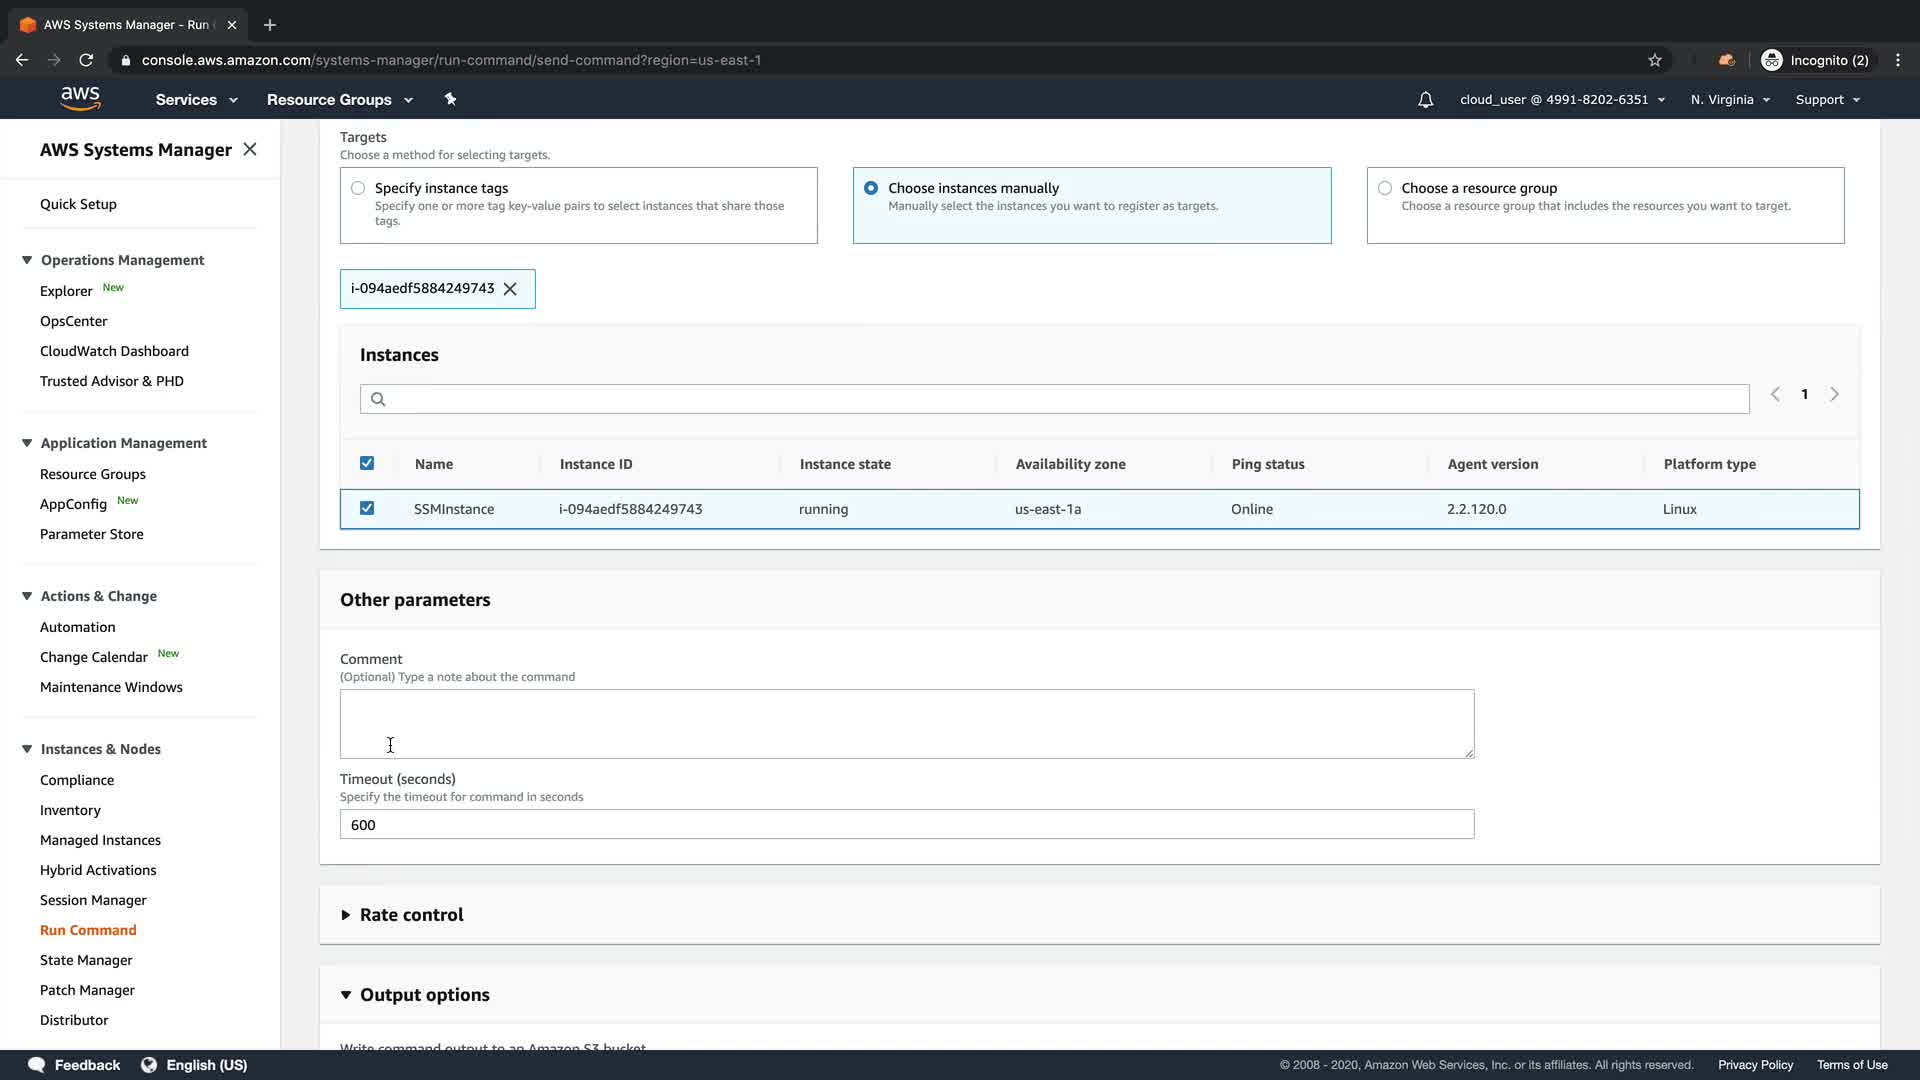 AWS Systems Manager - Run
console.aws.amazon.com/systems-manager/run-command/send-command?region=us-east-1
Incognito (2)
aws
Services
Resource Groups
cloud_user @ 4991-8202-6351
N. Virginia
Support
AWS Systems Manager
Quick Setup
Operations Management
Explorer New
OpsCenter
CloudWatch Dashboard
Trusted Advisor & PHD
Application Management
Resource Groups
AppConfig New
Parameter Store
Actions & Change
Automation
Change Calendar New
Maintenance Windows
Instances & Nodes
Compliance
Inventory
Managed Instances
Hybrid Activations
Session Manager
Run Command
State Manager
Patch Manager
Distributor
Targets
Choose a method for selecting targets.
Specify instance tags
Specify one or more tag key-value pairs to select instances that share those
tags.
Choose instances manually
Manually select the instances you want to register as targets.
Choose a resource group
Choose a resource group that includes the resources you want to target.
i-094aedf5884249743
Instances
1
Name Instance ID Instance state Availability zone Ping status Agent version Platform type
SSMInstance i-094aedf5884249743 running us-east-1a Online 2.2.120.0 Linux
Other parameters
Comment
(Optional) Type a note about the command
Timeout (seconds)
Specify the timeout for command in seconds
600
Rate control
Output options
Write command output to an Amazon S3 bucket
Feedback
English (US)
© 2008 - 2020, Amazon Web Services, Inc. or its affiliates. All rights reserved.
Privacy Policy
Terms of Use